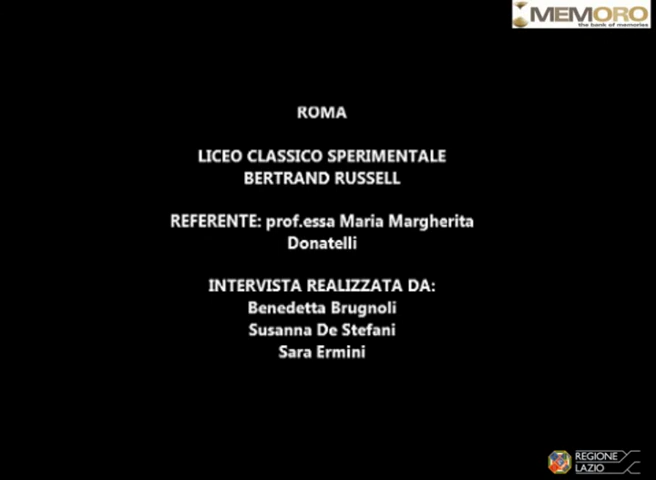 MEMORO
the bank of memories
ROMA
LICEO CLASSICO SPERIMENTALE
BERTRAND RUSSELL
REFERENTE: prof.essa Maria Margherita
Donatelli
INTERVISTA REALIZZATA DA:
Benedetta Brugnoli
Susanna De Stefani
Sara Ermini
REGIONE
LAZIO